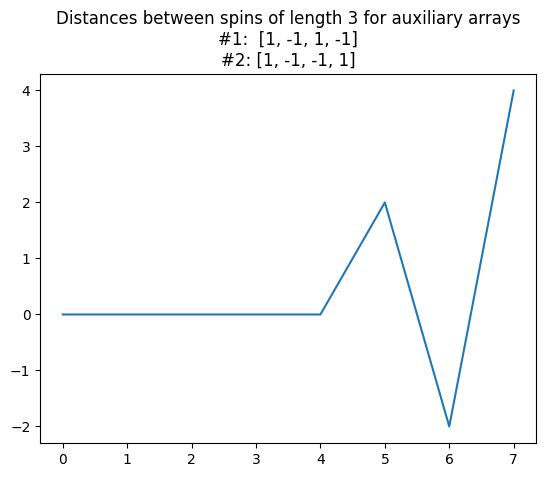 Distances between spins of length 3 for auxiliary arrays
#1:  [1, -1, 1, -1]
#2: [1, -1, -1, 1]
4
3
2
1
0
−1
−2
0 1 2 3 4 5 6 7